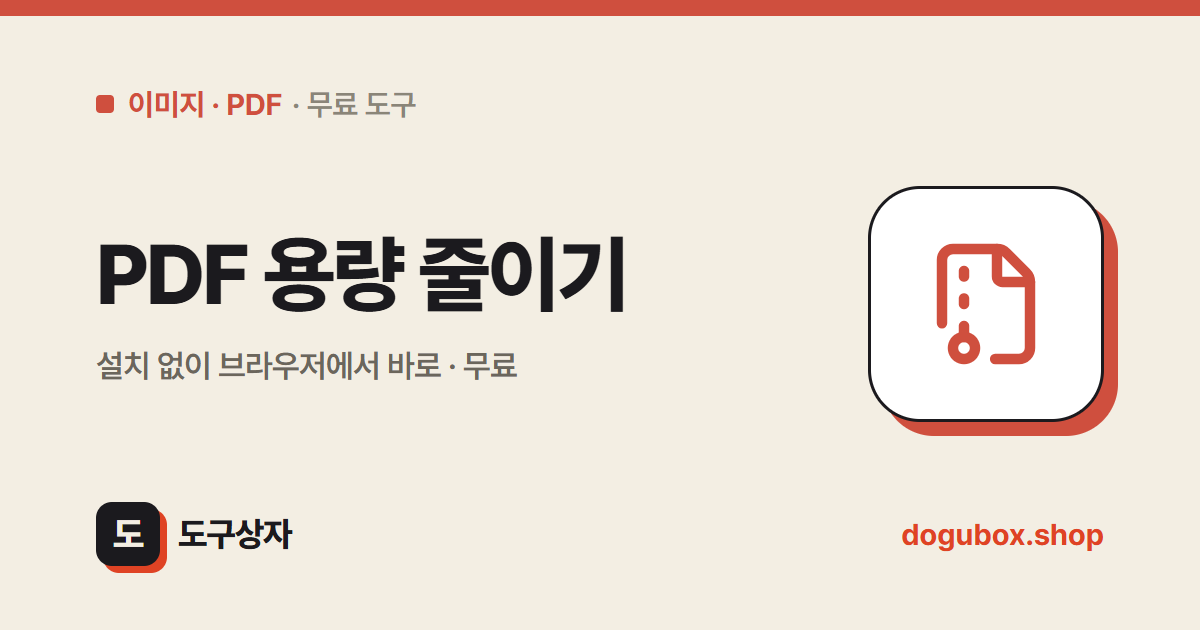 이미지 · PDF · 무료 도구
PDF 용량 줄이기
설치 없이 브라우저에서 바로 · 무료
도 도구상자
dogubox.shop